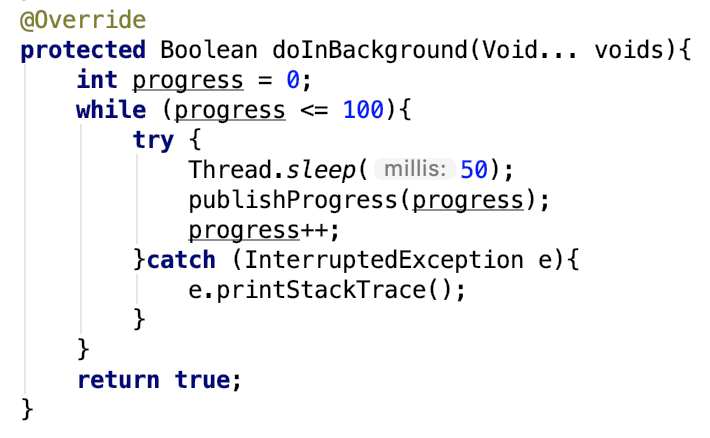 @Override
protected Boolean doInBackground(Void... voids){
    int progress = 0;
    while (progress <= 100){
        try {
            Thread.sleep( millis: 50);
            publishProgress(progress);
            progress++;
        }catch (InterruptedException e){
            e.printStackTrace();
        }
    }
    return true;
}